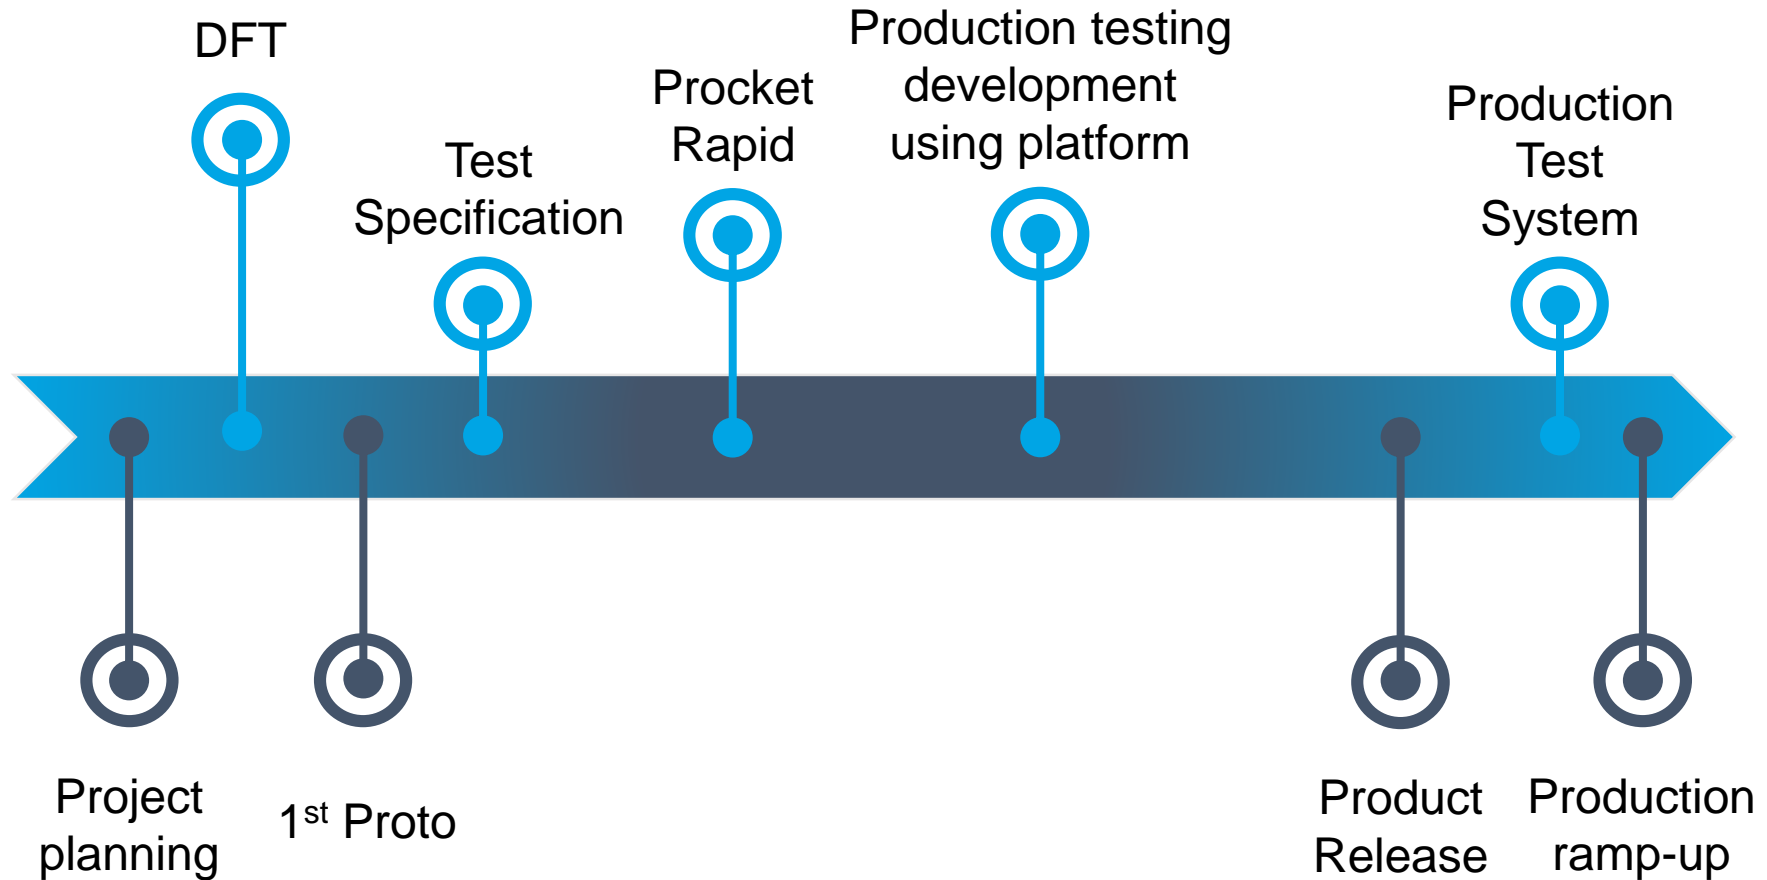 DFT
Test
Specification
Procket
Rapid
Production testing
development
using platform
Production
Test
System
Project
planning
1st Proto
Product
Release
Production
ramp-up